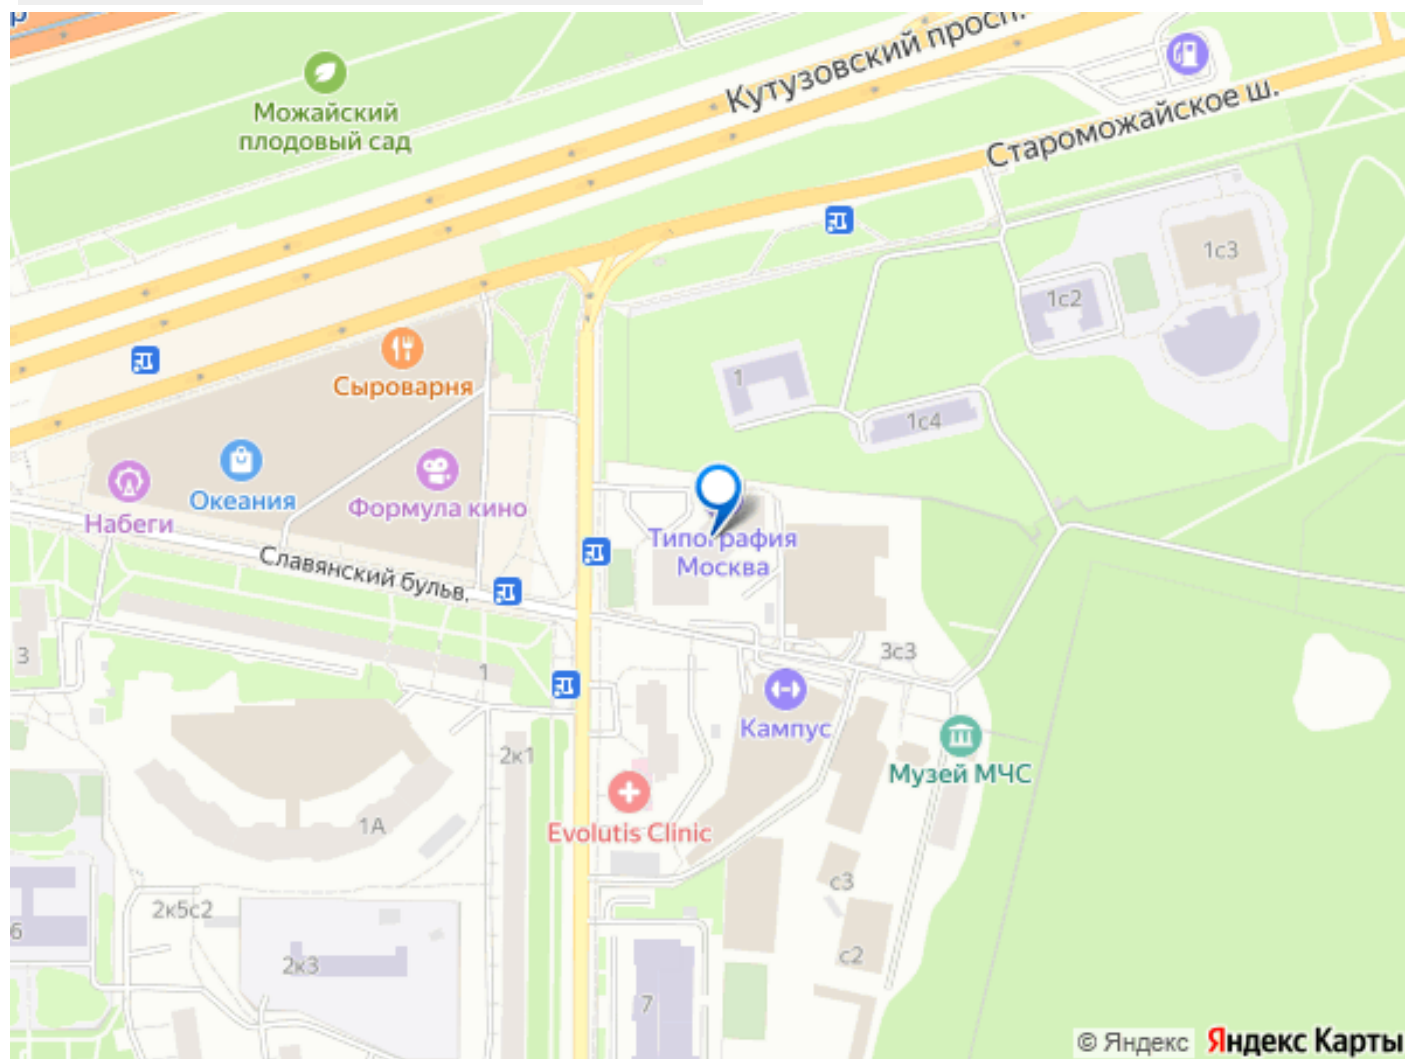 р
Кутузовский просп.
Можайский
плодовый сад
Староможайское ш.
1с3
1с2
Сыроварня
1
1с4
Океания
Формула кино
Набеги
Типография
Москва
Славянский бульв.
3
1
3с3
Кампус
2к1
Музей МЧС
Evolutis Clinic
1А
с3
2к5с2
6
с2
2к3
7
© Яндекс Яндекс Карты